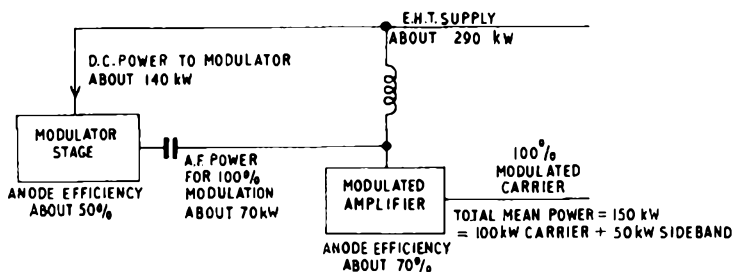 E.H.T. SUPPLY
ABOUT 290 kW
D.C. POWER TO MODULATOR
ABOUT 140 kW
MODULATOR
STAGE
ANODE EFFICIENCY
ABOUT 50%
A.F. POWER
FOR 100%
MODULATION
ABOUT 70kW
MODULATED
AMPLIFIER
ANODE EFFICIENCY
ABOUT 70%
100%
MODULATED
CARRIER
TOTAL MEAN POWER = 150 kW
= 100kW CARRIER + 50kW SIDEBAND